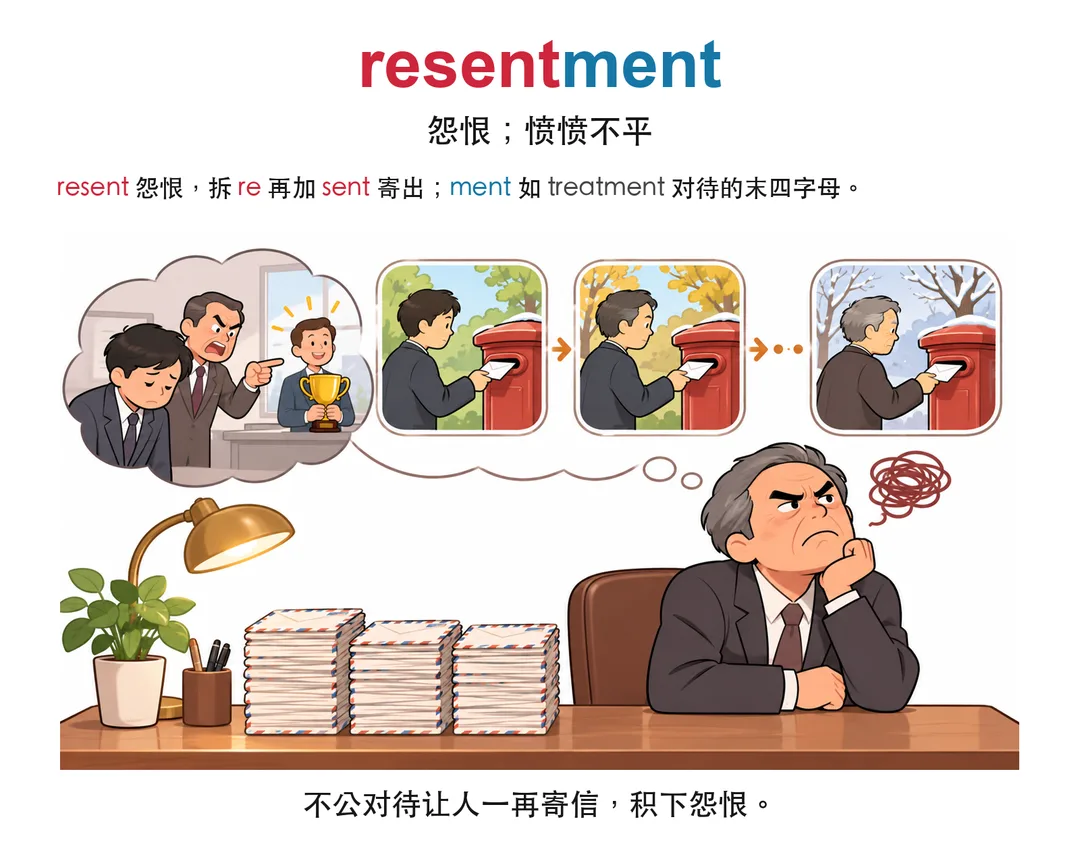 resentment
怨恨；愤愤不平
resent 怨恨，拆 re 再加 sent 寄出；ment 如 treatment 对待的末四字母。
不公对待让人一再寄信，积下怨恨。